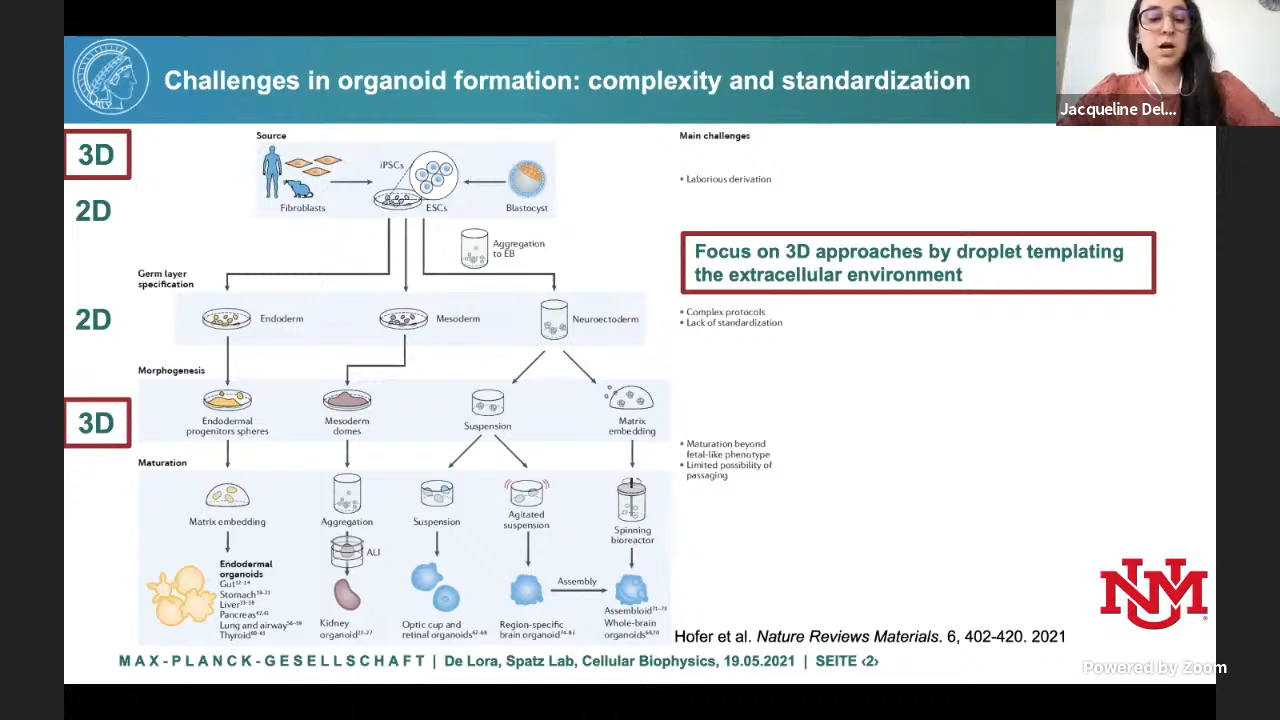 Challenges in organoid formation: complexity and standardization
Jacqueline Del...
3D
Source
Main challenges
iPSCs
• Laborious derivation
Fibroblasts
ESCs
Blastocyst
2D
Aggregation
to EB
Focus on 3D approaches by droplet templating
the extracellular environment
Germ layer
specification
2D
Endoderm
Mesoderm
Neuroectoderm
• Complex protocols
• Lack of standardization
Morphogenesis
3D
Endodermal
progenitors spheres
Mesoderm
domes
Suspension
Matrix
embedding
• Maturation beyond
fetal-like phenotype
• Limited possibility of
passaging
Maturation
Matrix embedding
Aggregation
Suspension
Agitated
suspension
Spinning
bioreactor
ALI
Endodermal
organoids
Gut
Stomach
Liver
Pancreas
Lung and airway
Thyroid
Kidney
organoid
Optic cup and
retinal organoids
Region-specific
brain organoid
Assembly
Assembloid
Whole-brain
organoids
NM
Hofer et al. Nature Reviews Materials. 6, 402-420. 2021
MAX-PLANCK-GESELLSCHAFT | De Lora, Spatz Lab, Cellular Biophysics, 19.05.2021 | SEITE ‹2›
Powered by Zoom